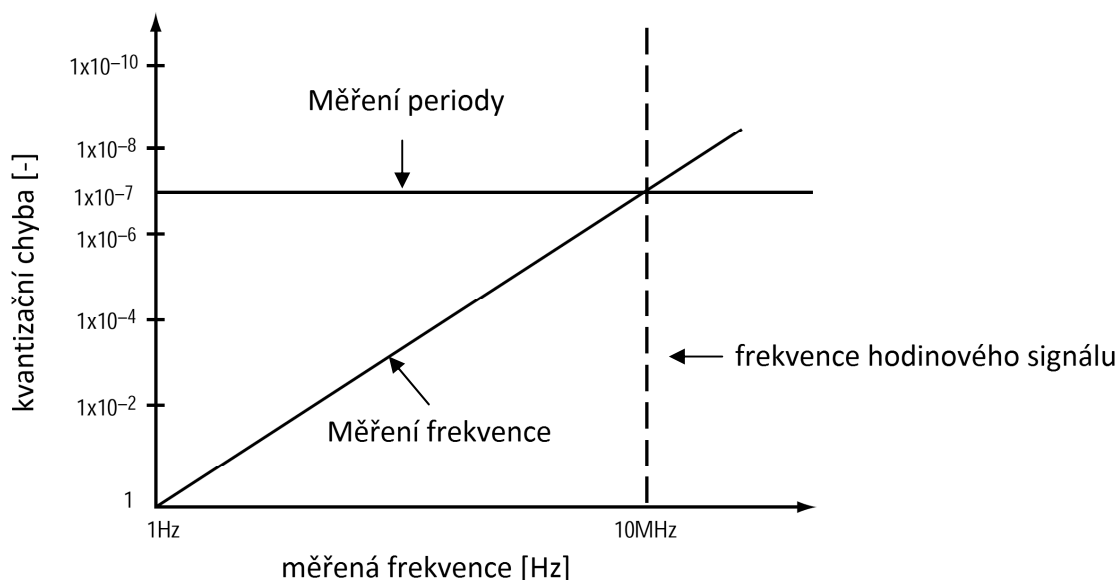 1x10⁻¹⁰
Měření periody
1x10⁻⁸
1x10⁻⁷
1x10⁻⁶
1x10⁻⁴
1x10⁻²
1
kvantizační chyba [-]
frekvence hodinového signálu
Měření frekvence
1Hz
10MHz
měřená frekvence [Hz]